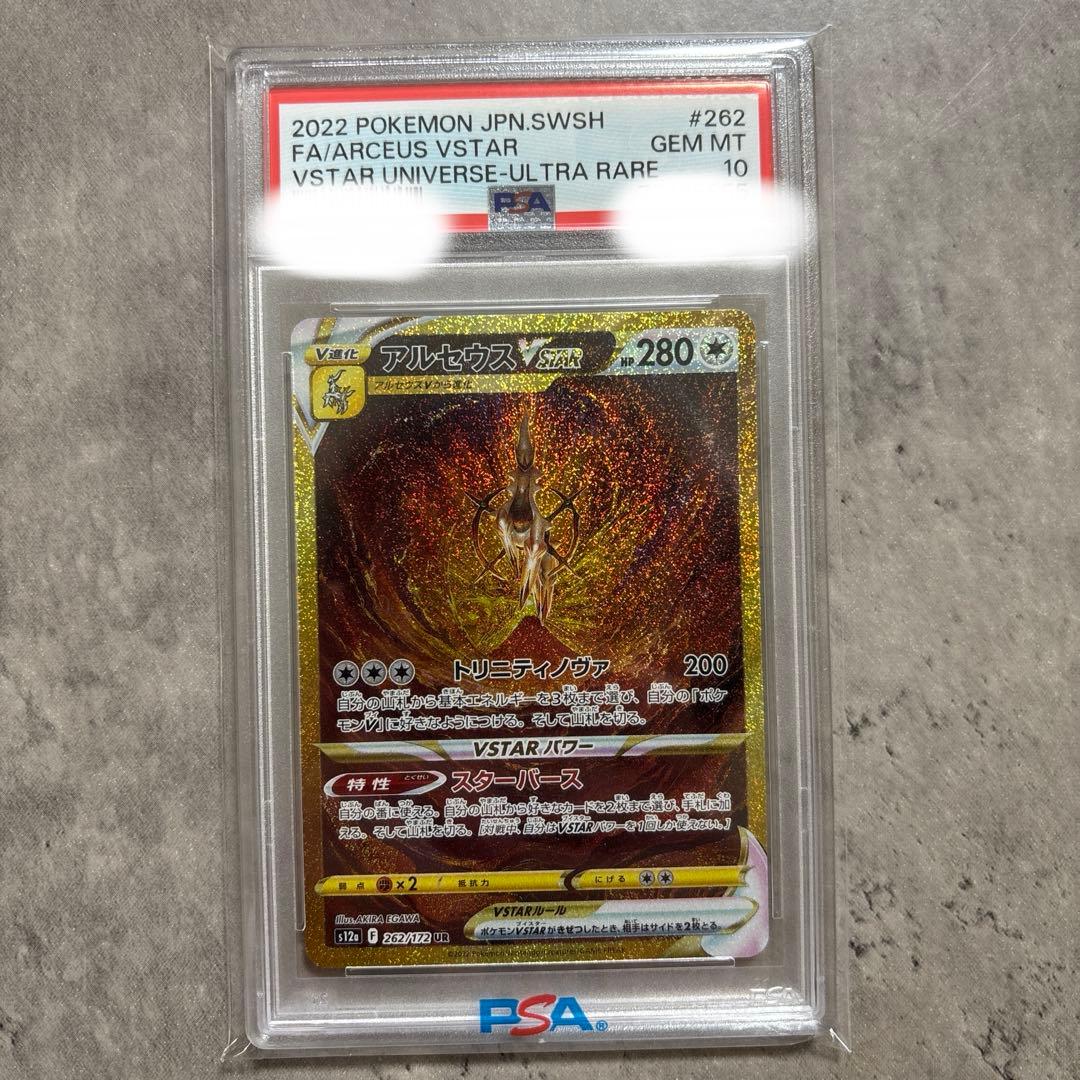 2022 POKEMON JPN.SWSH #262
FA/ARCEUS VSTAR GEM MT
VSTAR UNIVERSE-ULTRA RARE 10
PSA
V進化 アルセウス VSTAR HP 280
アルセウスVから進化
トリニティノヴァ 200
自分の山札から基本エネルギーを3枚まで選び、自分の「ポケ
モンV」に好きなようにつける。そして山札を切る。
VSTARパワー
特性 とくせい スターバース
自分の番に使える。自分の山札から好きなカードを2枚まで選び、手札に加
える。そして山札を切る。[対戦中、自分はVSTARパワーを1回しか使えない。]
弱点 ×2 抵抗力 にげる
Illus. AKIRA EGAWA
VSTARルール
ポケモンVSTARがきぜつしたとき、相手はサイドを2枚とる。
s12a F 262/172 UR
PSA®